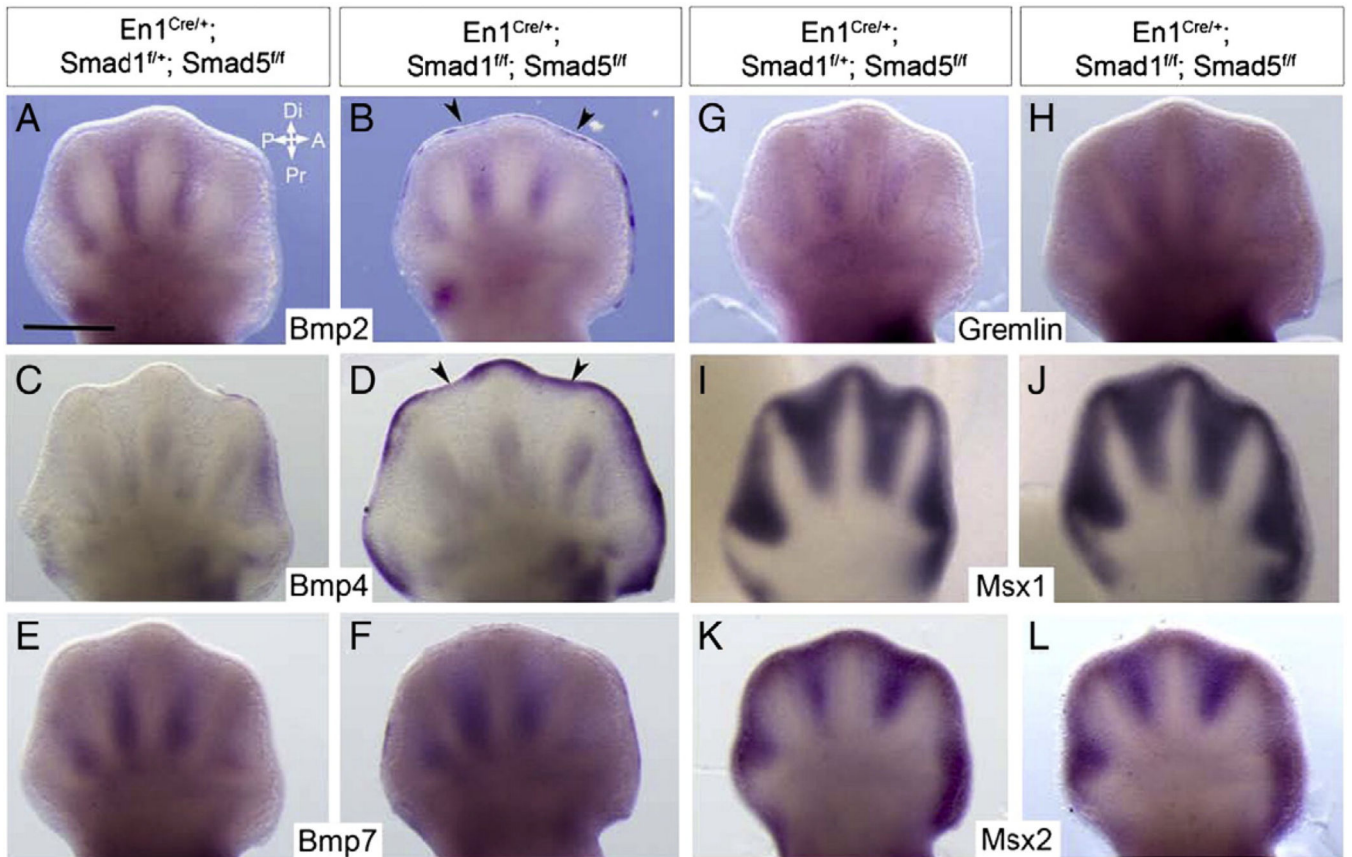 En1Cre/+;
Smad1f/+; Smad5f/f
En1Cre/+;
Smad1f/f; Smad5f/f
En1Cre/+;
Smad1f/+; Smad5f/f
En1Cre/+;
Smad1f/f; Smad5f/f
A
Di
P A
Pr
B
Bmp2
G
H
Gremlin
C
D
Bmp4
I
J
Msx1
E
F
Bmp7
K
L
Msx2